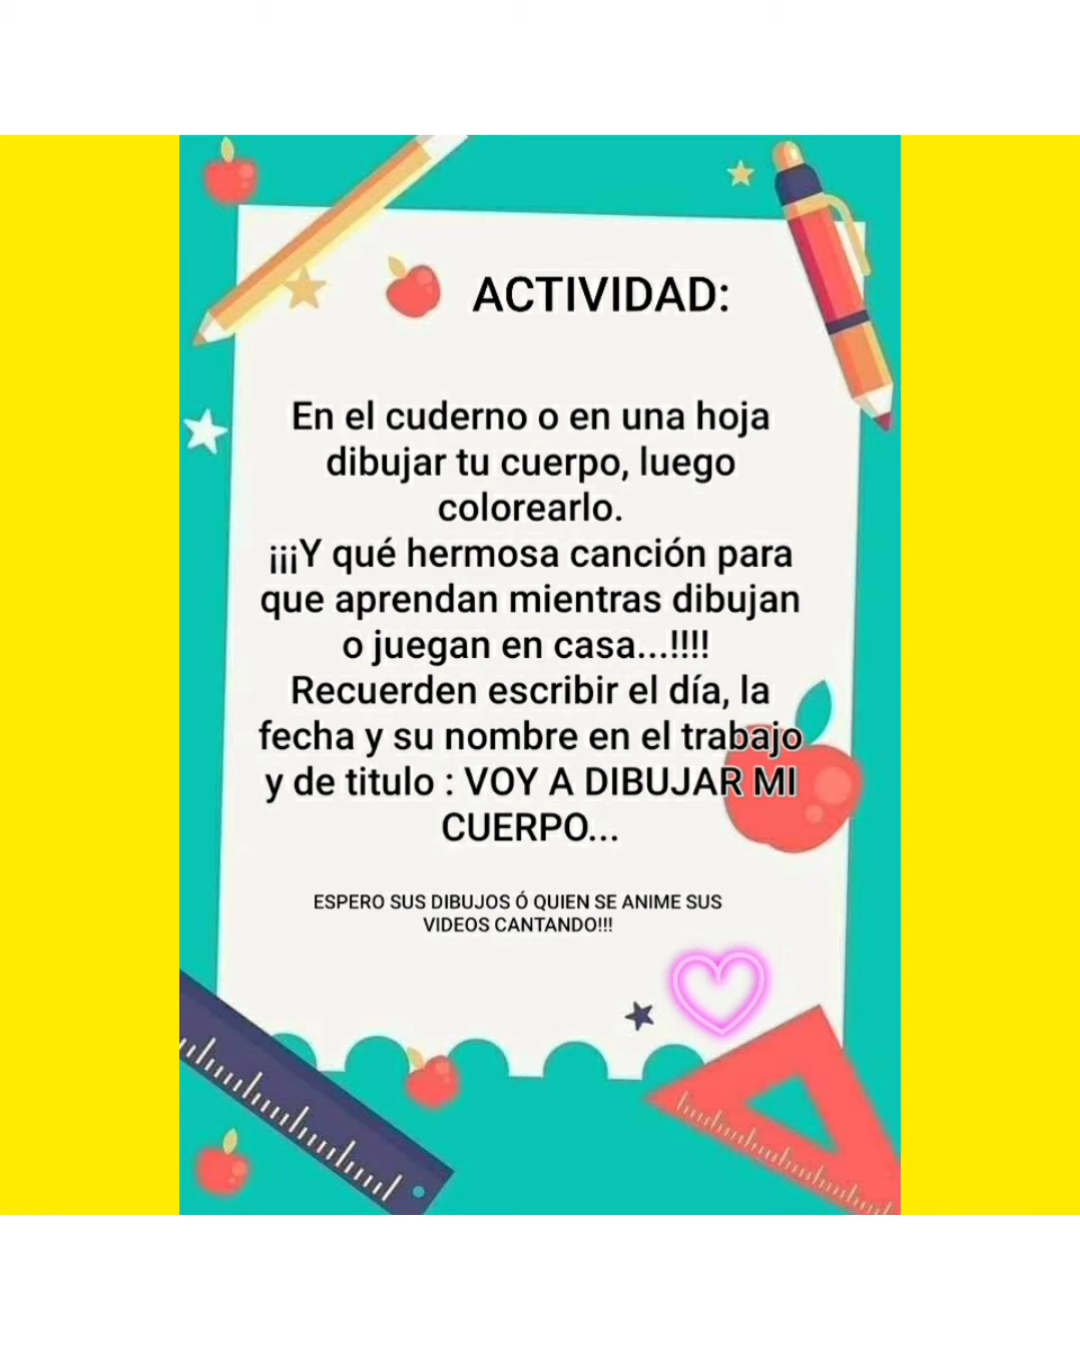 ACTIVIDAD:
En el cuderno o en una hoja
dibujar tu cuerpo, luego
colorearlo.
¡¡¡Y qué hermosa canción para
que aprendan mientras dibujan
o juegan en casa...!!!!
Recuerden escribir el día, la
fecha y su nombre en el trabajo
y de titulo : VOY A DIBUJAR MI
CUERPO...
ESPERO SUS DIBUJOS Ó QUIEN SE ANIME SUS
VIDEOS CANTANDO!!!